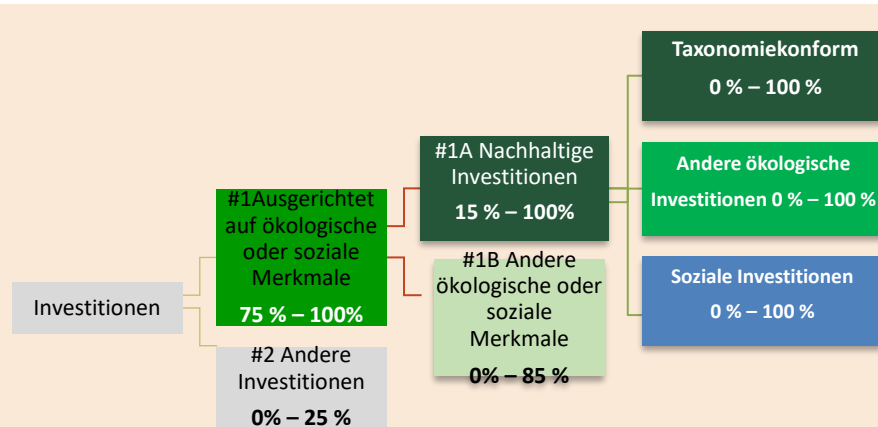 Investitionen
#1Ausgerichtet
auf ökologische
oder soziale
Merkmale
75 % – 100%
#2 Andere
Investitionen
0% – 25 %
#1A Nachhaltige
Investitionen
15 % – 100%
#1B Andere
ökologische oder
soziale
Merkmale
0% – 85 %
Taxonomiekonform
0 % – 100 %
Andere ökologische
Investitionen 0 % – 100 %
Soziale Investitionen
0 % – 100 %